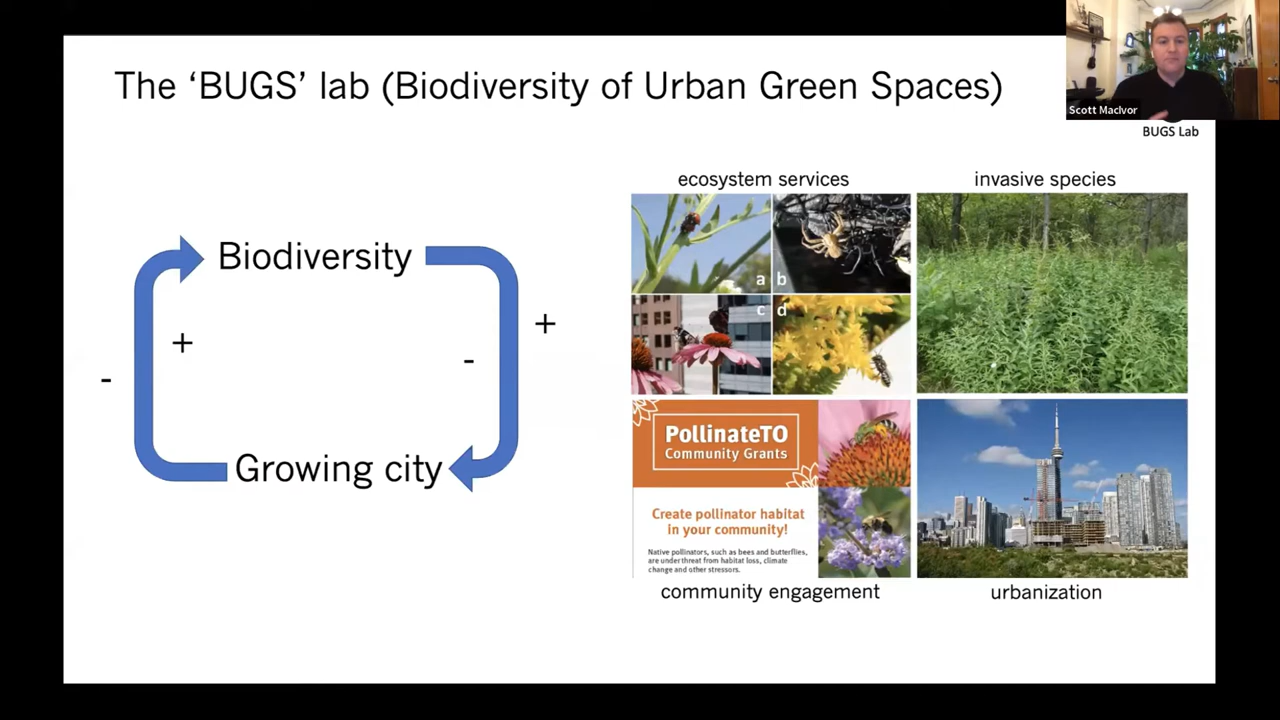 The ‘BUGS’ lab (Biodiversity of Urban Green Spaces)
Scott MacIvor
BUGS Lab
Biodiversity
+
-
+
-
Growing city
ecosystem services
a
b
c
d
invasive species
PollinateTO
Community Grants
Create pollinator habitat
in your community!
Native pollinators, such as bees and butterflies,
are under threat from habitat loss, climate
change and other stressors.
community engagement
urbanization